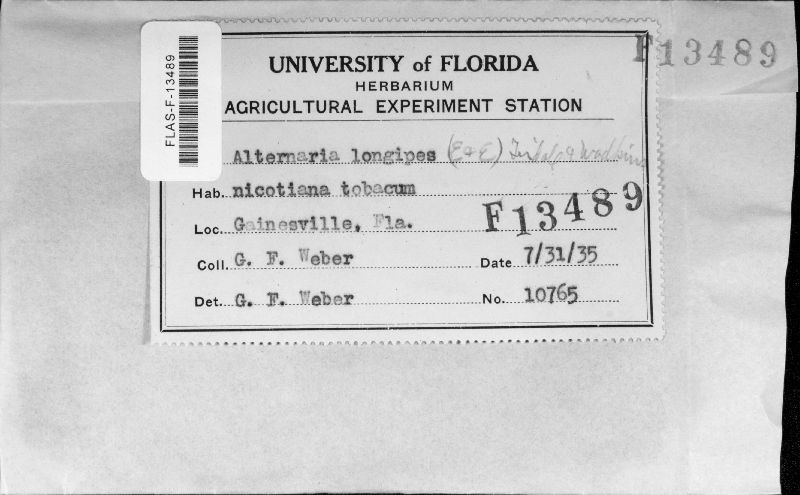 FLAS-F-13489
F13489
UNIVERSITY of FLORIDA
HERBARIUM
AGRICULTURAL EXPERIMENT STATION
Alternaria longipes (E & E)
Hab. nicotiana tobacum
Loc. Gainesville, Fla.
F13489
Coll. G. F. Weber Date 7/31/35
Det. G. F. Weber No. 10765